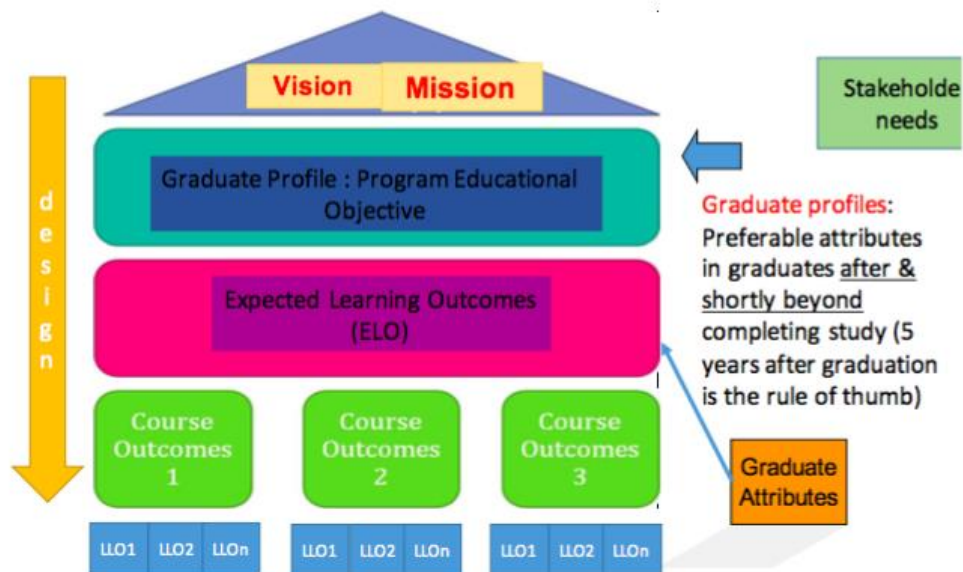 Vision
Mission
Stakeholde
needs
design
Graduate Profile : Program Educational
Objective
Graduate profiles:
Preferable attributes
in graduates after &
shortly beyond
completing study (5
years after graduation
is the rule of thumb)
Expected Learning Outcomes
(ELO)
Course
Outcomes
1
Course
Outcomes
2
Course
Outcomes
3
Graduate
Attributes
LLO1 LLO2 LLOn
LLO1 LLO2 LLOn
LLO1 LLO2 LLOn